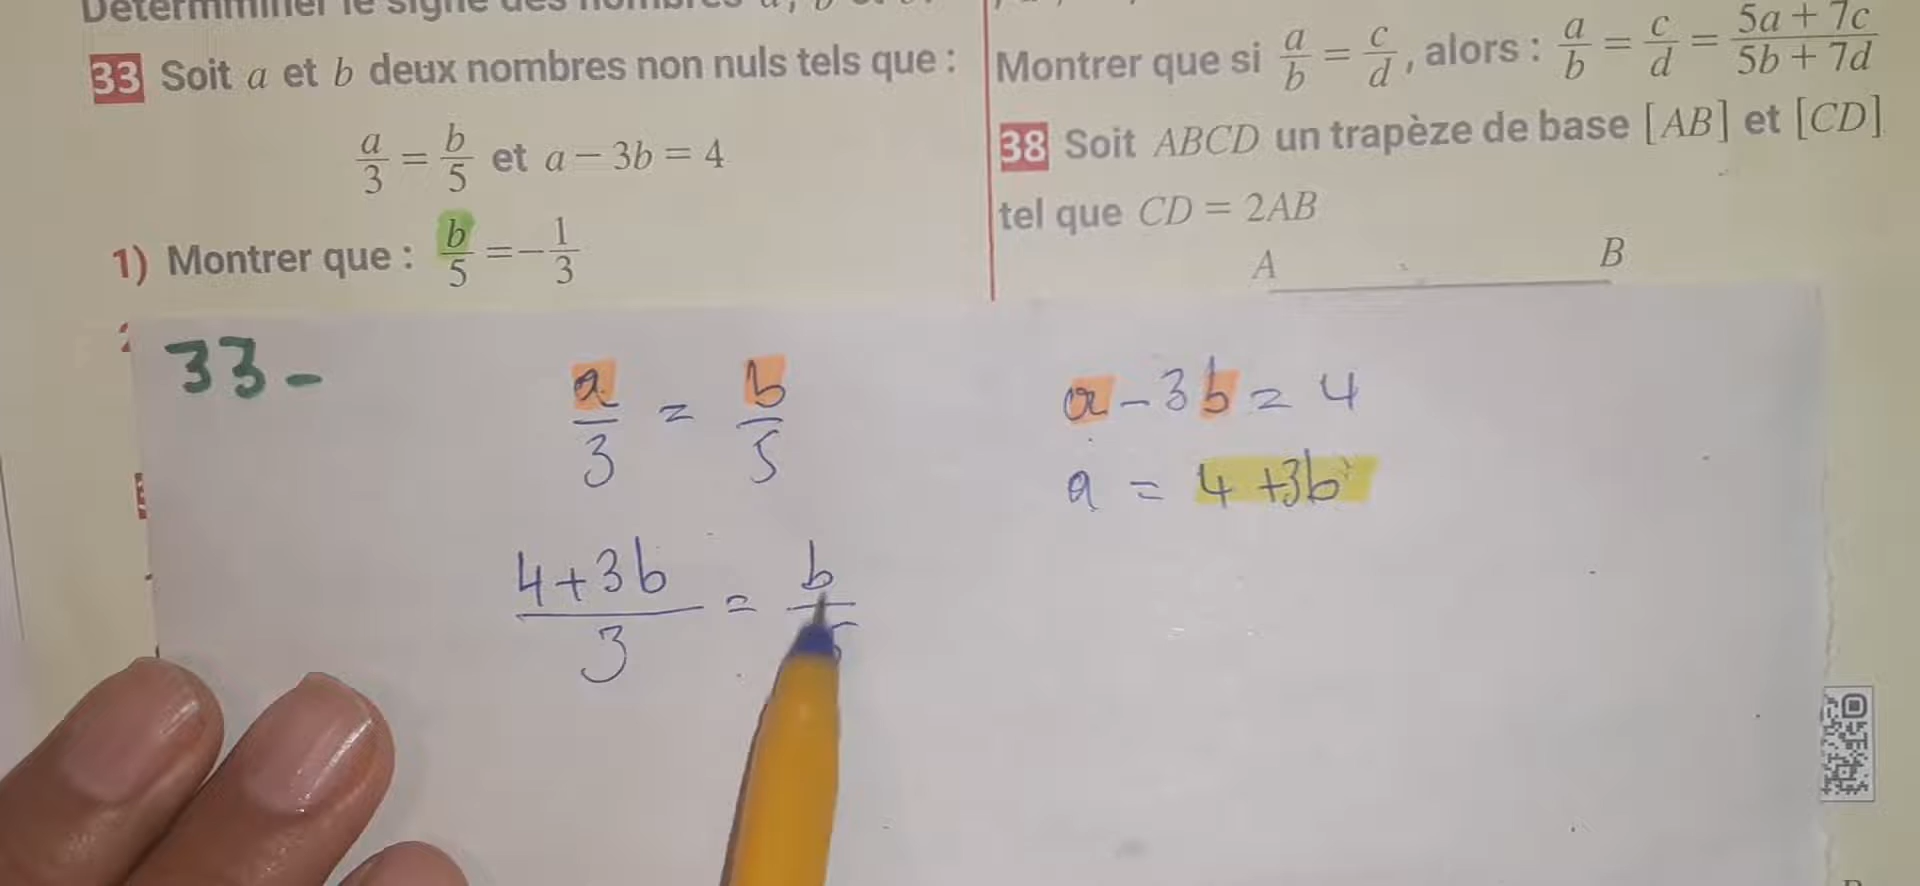 33 Soit a et b deux nombres non nuls tels que :
a/3 = b/5 et a − 3b = 4
1) Montrer que : b/5 = −1/3
Montrer que si a/b = c/d, alors : a/b = c/d = (5a + 7c)/(5b + 7d)
38 Soit ABCD un trapèze de base [AB] et [CD]
tel que CD = 2AB
A B
33 -
a/3 = b/5
(4+3b)/3 = b/5
a - 3b = 4
a = 4 +3b